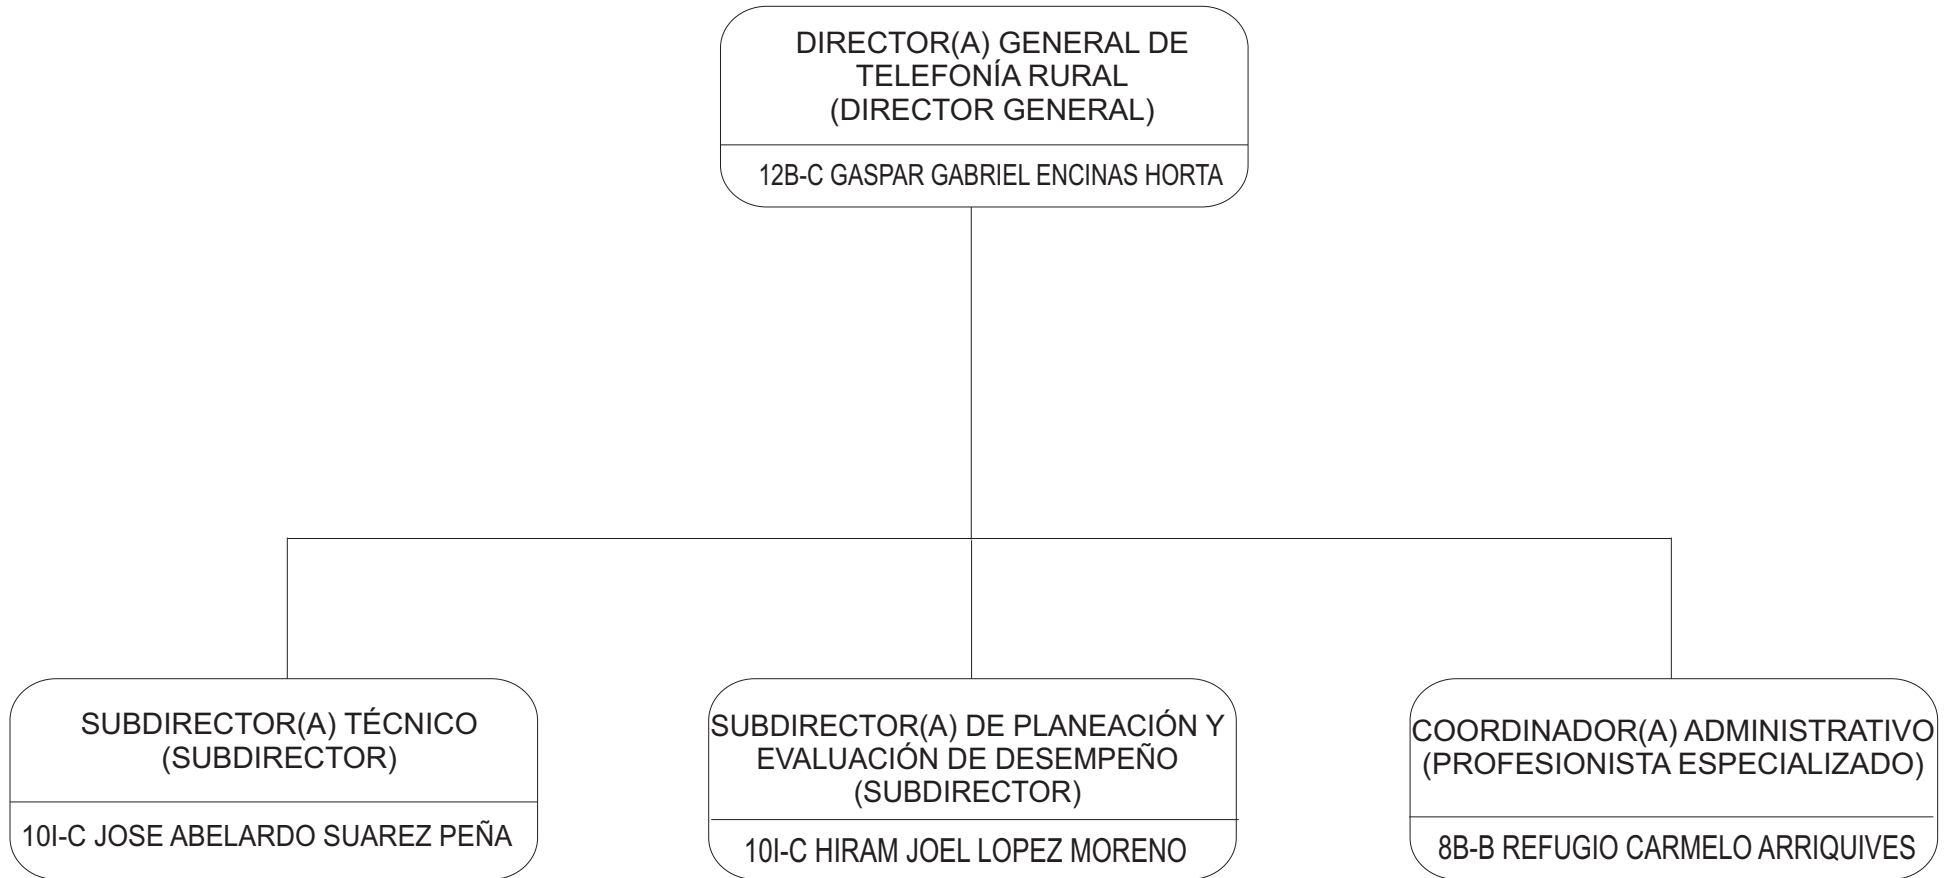 DIRECTOR(A) GENERAL DE
TELEFONÍA RURAL
(DIRECTOR GENERAL)
12B-C GASPAR GABRIEL ENCINAS HORTA
SUBDIRECTOR(A) TÉCNICO
(SUBDIRECTOR)
10I-C JOSE ABELARDO SUAREZ PEÑA
SUBDIRECTOR(A) DE PLANEACIÓN Y
EVALUACIÓN DE DESEMPEÑO
(SUBDIRECTOR)
10I-C HIRAM JOEL LOPEZ MORENO
COORDINADOR(A) ADMINISTRATIVO
(PROFESIONISTA ESPECIALIZADO)
8B-B REFUGIO CARMELO ARRIQUIVES